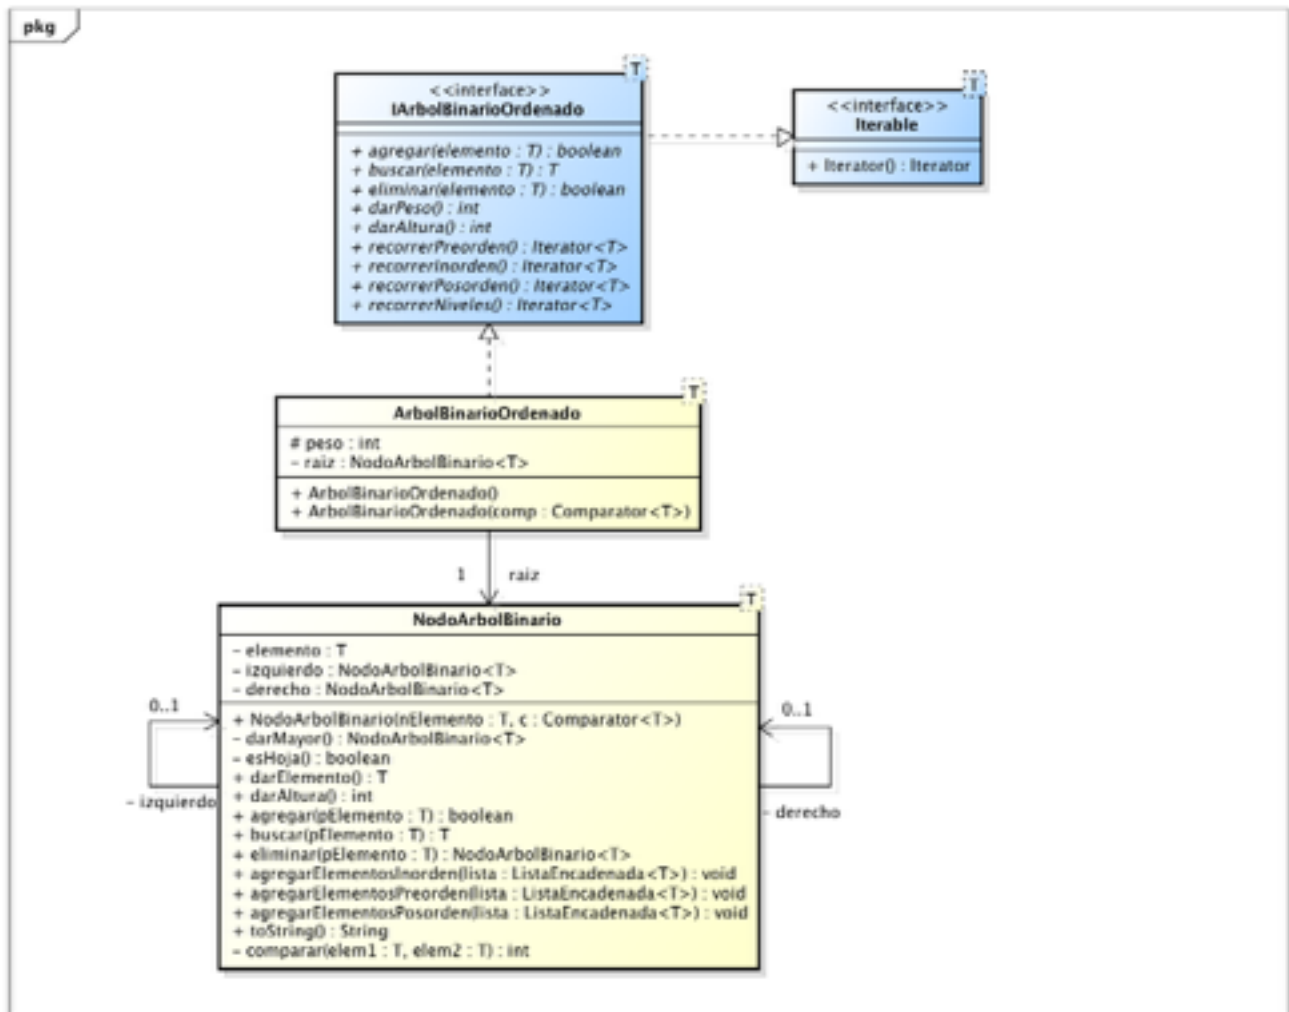 pkg
T
<<interface>>
IArbolBinarioOrdenado
+ agregar(elemento : T) : boolean
+ buscar(elemento : T) : T
+ eliminar(elemento : T) : boolean
+ darPeso() : int
+ darAltura() : int
+ recorrerPreorden() : Iterator<T>
+ recorrerInorden() : Iterator<T>
+ recorrerPosorden() : Iterator<T>
+ recorrerNiveles() : Iterator<T>
T
<<interface>>
Iterable
+ Iterator() : Iterator
T
ArbolBinarioOrdenado
# peso : int
- raiz : NodoArbolBinario<T>
+ ArbolBinarioOrdenado()
+ ArbolBinarioOrdenado(comp : Comparator<T>)
1 raiz
T
NodoArbolBinario
- elemento : T
- izquierdo : NodoArbolBinario<T>
- derecho : NodoArbolBinario<T>
+ NodoArbolBinario(nElemento : T, c : Comparator<T>)
- darMayor() : NodoArbolBinario<T>
- esHoja() : boolean
+ darElemento() : T
+ darAltura() : int
+ agregar(pElemento : T) : boolean
+ buscar(pElemento : T) : T
+ eliminar(pElemento : T) : NodoArbolBinario<T>
+ agregarElementosInorden(lista : ListaEncadenada<T>) : void
+ agregarElementosPreorden(lista : ListaEncadenada<T>) : void
+ agregarElementosPosorden(lista : ListaEncadenada<T>) : void
+ toString() : String
- comparar(elem1 : T, elem2 : T) : int
0..1
- izquierdo
0..1
- derecho